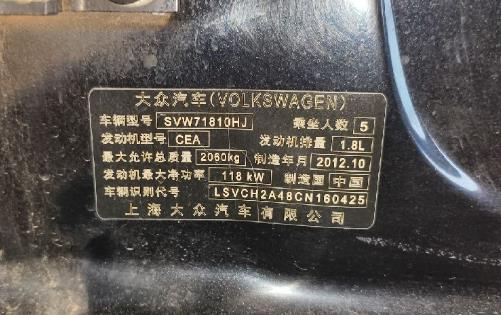 大众汽车(VOLKSWAGEN)
车辆型号 SVW71810HJ 乘坐人数 5
发动机型号 CEA 发动机排量 1.8L
最大允许总质量 2060kg 制造年月 2012.10
发动机最大净功率 118 kW 制造国 中国
车辆识别代号 LSVCH2A48CN160425
上海大众汽车有限公司